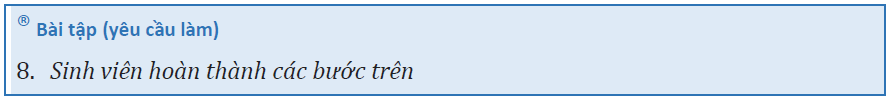 ® Bài tập (yêu cầu làm)
8. Sinh viên hoàn thành các bước trên